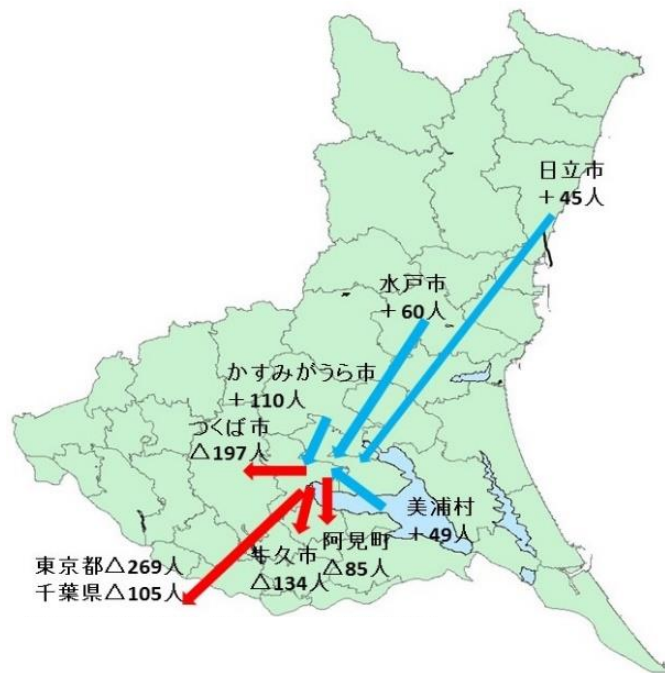 日立市
＋45人
水戸市
＋60人
かすみがうら市
＋110人
つくば市
△197人
美浦村
＋49人
阿見町
△85人
牛久市
△134人
東京都△269人
千葉県△105人